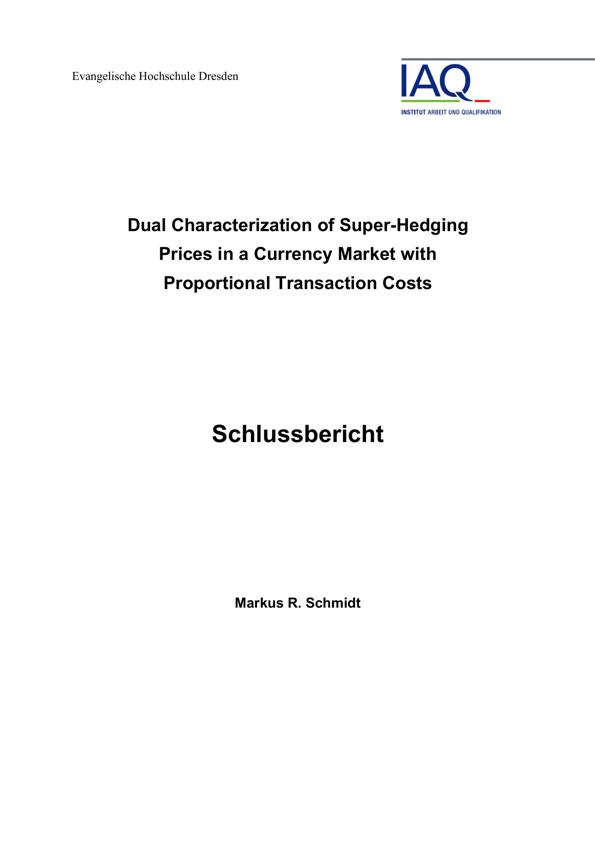 Evangelische Hochschule Dresden
IAQ
INSTITUT ARBEIT UND QUALIFIKATION
Dual Characterization of Super-Hedging
Prices in a Currency Market with
Proportional Transaction Costs
Schlussbericht
Markus R. Schmidt